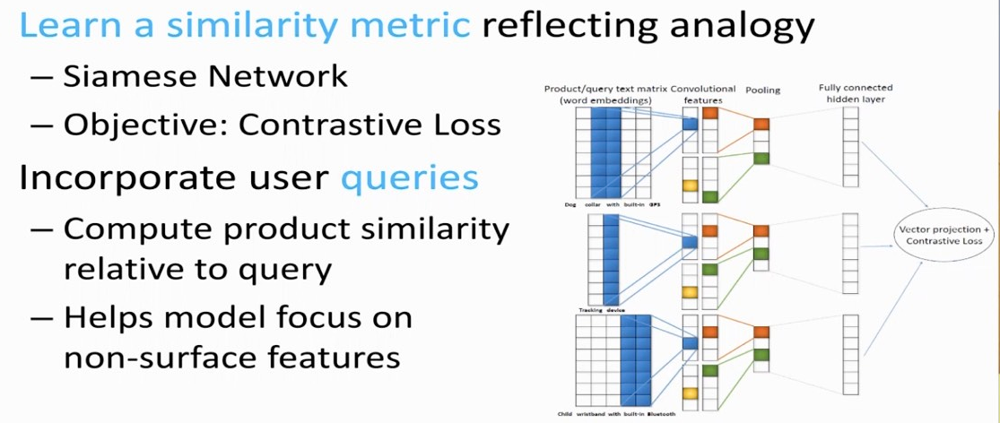 Learn a similarity metric reflecting analogy
– Siamese Network
– Objective: Contrastive Loss
Incorporate user queries
– Compute product similarity
relative to query
– Helps model focus on
non-surface features
Product/query text matrix
(word embeddings)
Convolutional
features
Pooling
Fully connected
hidden layer
Dog collar with built-in GPS
Tracking device
Child wristband with built-in Bluetooth
Vector projection +
Contrastive Loss